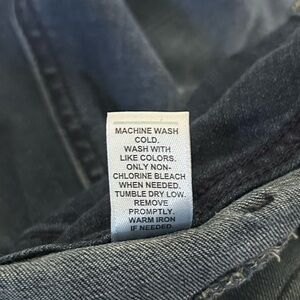 MACHINE WASH
COLD.
WASH WITH
LIKE COLORS.
ONLY NON-
CHLORINE BLEACH
WHEN NEEDED.
TUMBLE DRY LOW.
REMOVE
PROMPTLY.
WARM IRON
IF NEEDED.